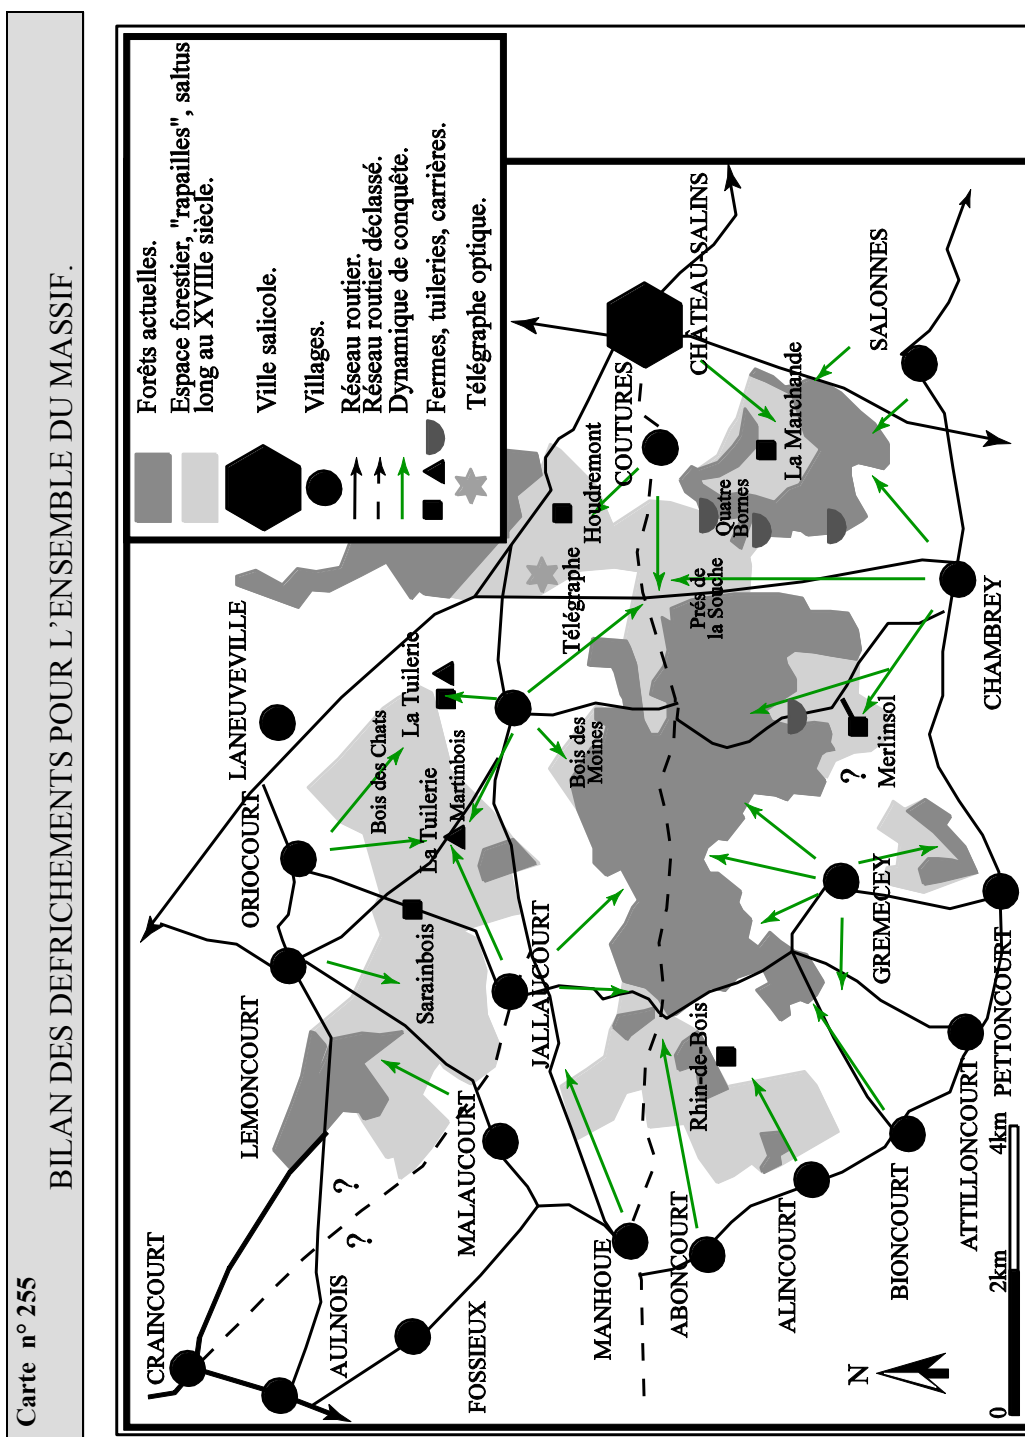 Carte n° 255
BILAN DES DEFRICHEMENTS POUR L'ENSEMBLE DU MASSIF.
Forêts actuelles.
Espace forestier, "rapailles", saltus
long au XVIIIe siècle.
Ville salicole.
Villages.
Réseau routier.
Réseau routier déclassé.
Dynamique de conquête.
Fermes, tuileries, carrières.
Télégraphe optique.
CRAINCOURT
AULNOIS
FOSSIEUX
?
?
LEMONCOURT
MALAUCOURT
ORIOCOURT
LANEUVEVILLE
Bois des Chats
La Tuilerie
La Tuilerie
Martinbois
Sarainbois
JALLAUCOURT
Bois des
Moines
Télégraphe
Houdremont
COUTURES
CHÂTEAU-SALINS
MANHOUE
ABONCOURT
Rhin-de-Bois
Prés de
la Souche
Quatre
Bornes
La Marchande
SALONNES
ALINCOURT
BIONCOURT
GREMECEY
?
Merlinsol
CHAMBREY
ATTILLONCOURT
PETTONCOURT
N
0
2km
4km